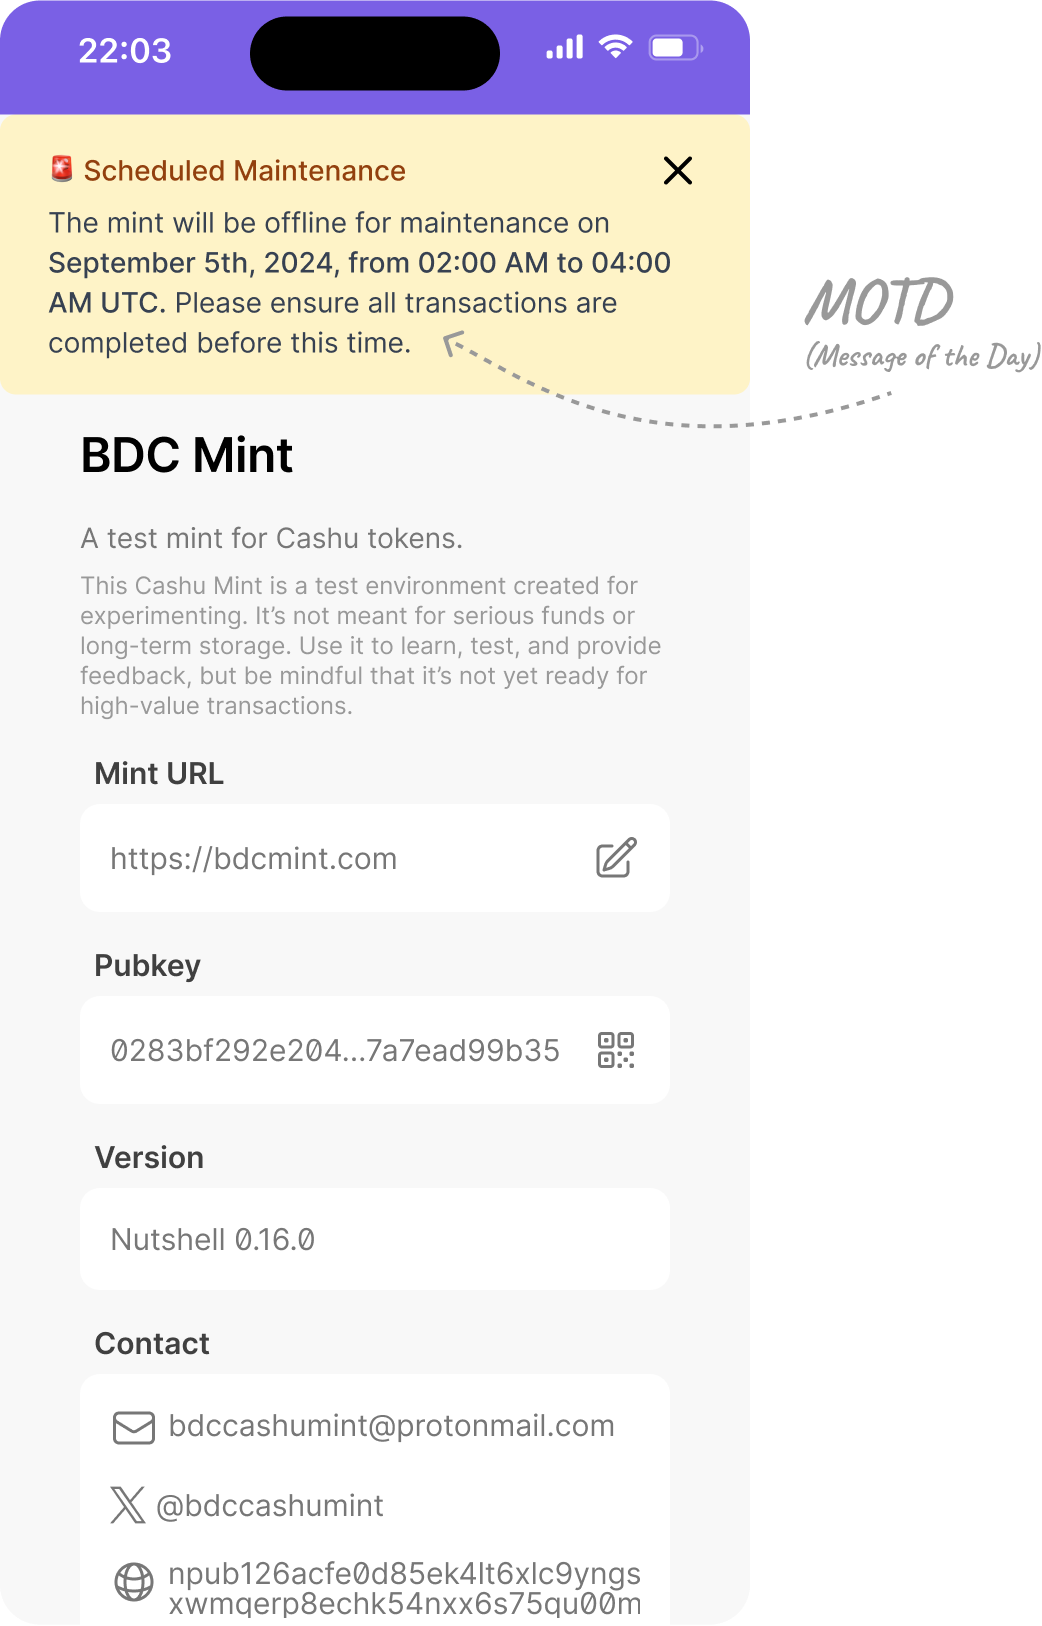 22:03
🚨 Scheduled Maintenance
The mint will be offline for maintenance on
September 5th, 2024, from 02:00 AM to 04:00
AM UTC. Please ensure all transactions are
completed before this time.
MOTD
(Message of the Day)
BDC Mint
A test mint for Cashu tokens.
This Cashu Mint is a test environment created for
experimenting. It’s not meant for serious funds or
long-term storage. Use it to learn, test, and provide
feedback, but be mindful that it’s not yet ready for
high-value transactions.
Mint URL
https://bdcmint.com
Pubkey
0283bf292e204...7a7ead99b35
Version
Nutshell 0.16.0
Contact
bdccashumint@protonmail.com
@bdccashumint
npub126acfe0d85ek4lt6xlc9yngs
xwmqerp8echk54nxx6s75qu00m